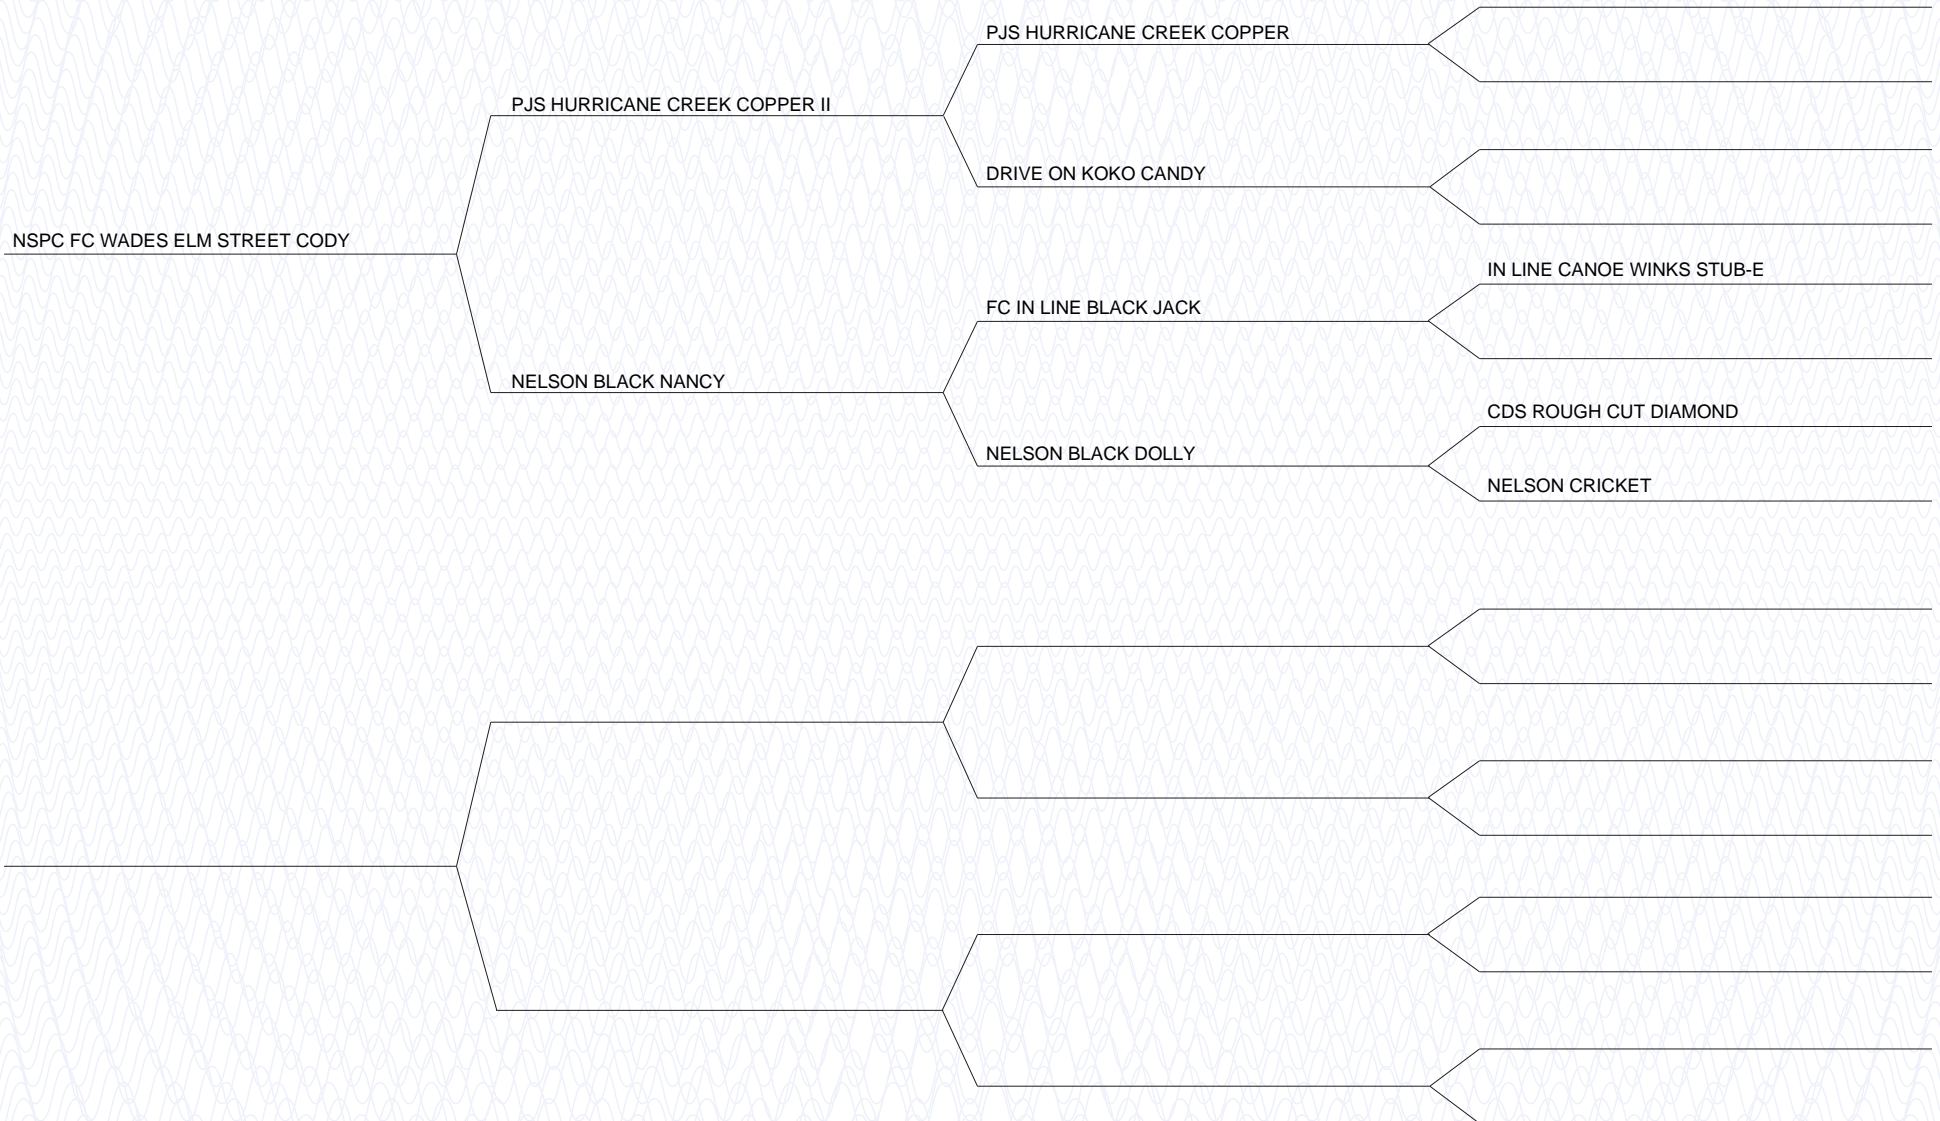 PJS HURRICANE CREEK COPPER
PJS HURRICANE CREEK COPPER II
DRIVE ON KOKO CANDY
NSPC FC WADES ELM STREET CODY
IN LINE CANOE WINKS STUB-E
FC IN LINE BLACK JACK
NELSON BLACK NANCY
CDS ROUGH CUT DIAMOND
NELSON BLACK DOLLY
NELSON CRICKET